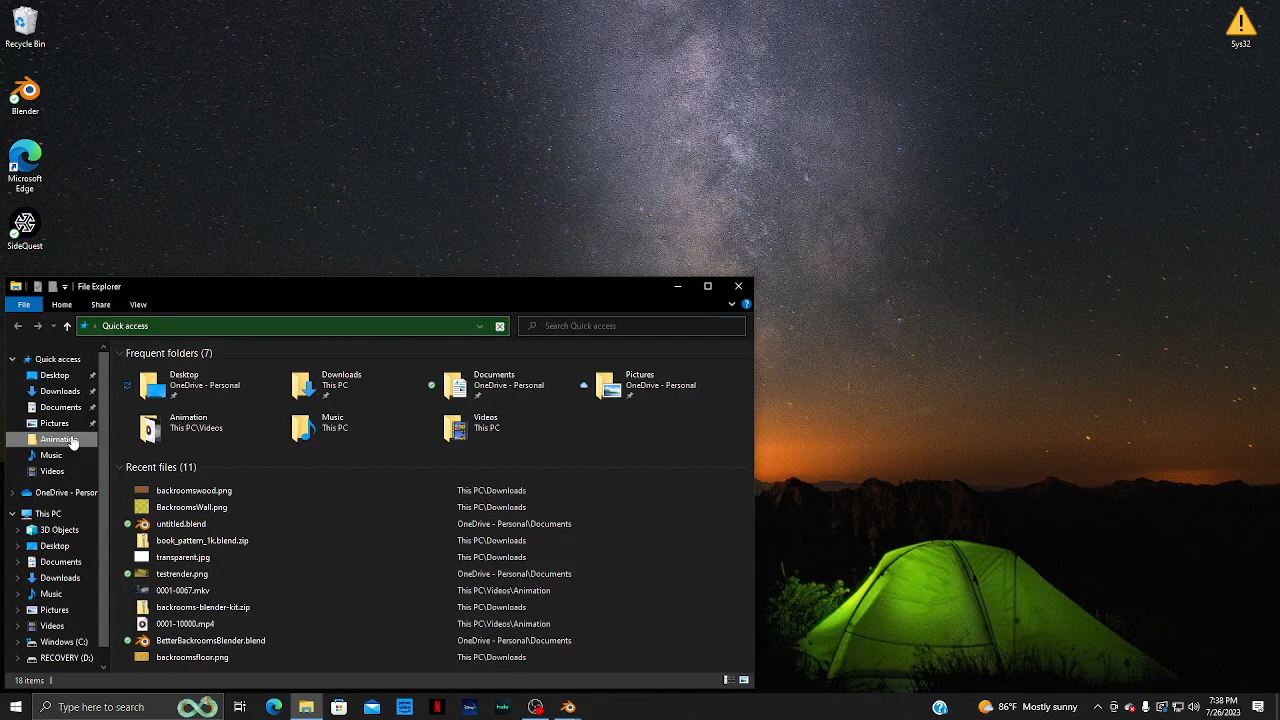 Recycle Bin
Sys32
Blender
Microsoft
Edge
SideQuest
File Explorer
File
Home
Share
View
Quick access
Search Quick access
Quick access
Desktop
Downloads
Documents
Pictures
Animation
Music
Videos
OneDrive - Person
This PC
3D Objects
Desktop
Documents
Downloads
Music
Pictures
Videos
Windows (C:)
RECOVERY (D:)
Frequent folders (7)
Desktop
OneDrive - Personal
Downloads
This PC
Documents
OneDrive - Personal
Pictures
OneDrive - Personal
Animation
This PC\Videos
Music
This PC
Videos
This PC
Recent files (11)
backroomswood.png This PC\Downloads
BackroomsWall.png This PC\Downloads
untitled.blend OneDrive - Personal\Documents
book_pattern_1k.blend.zip This PC\Downloads
transparent.jpg This PC\Downloads
testrender.png OneDrive - Personal\Documents
0001-0067.mkv This PC\Videos\Animation
backrooms-blender-kit.zip This PC\Downloads
0001-10000.mp4 This PC\Videos\Animation
BetterBackroomsBlender.blend OneDrive - Personal\Documents
backroomsfloor.png This PC\Downloads
18 items
Type here to search
prime video
N
Disney+
hulu
86°F Mostly sunny
7:38 PM
7/26/2023